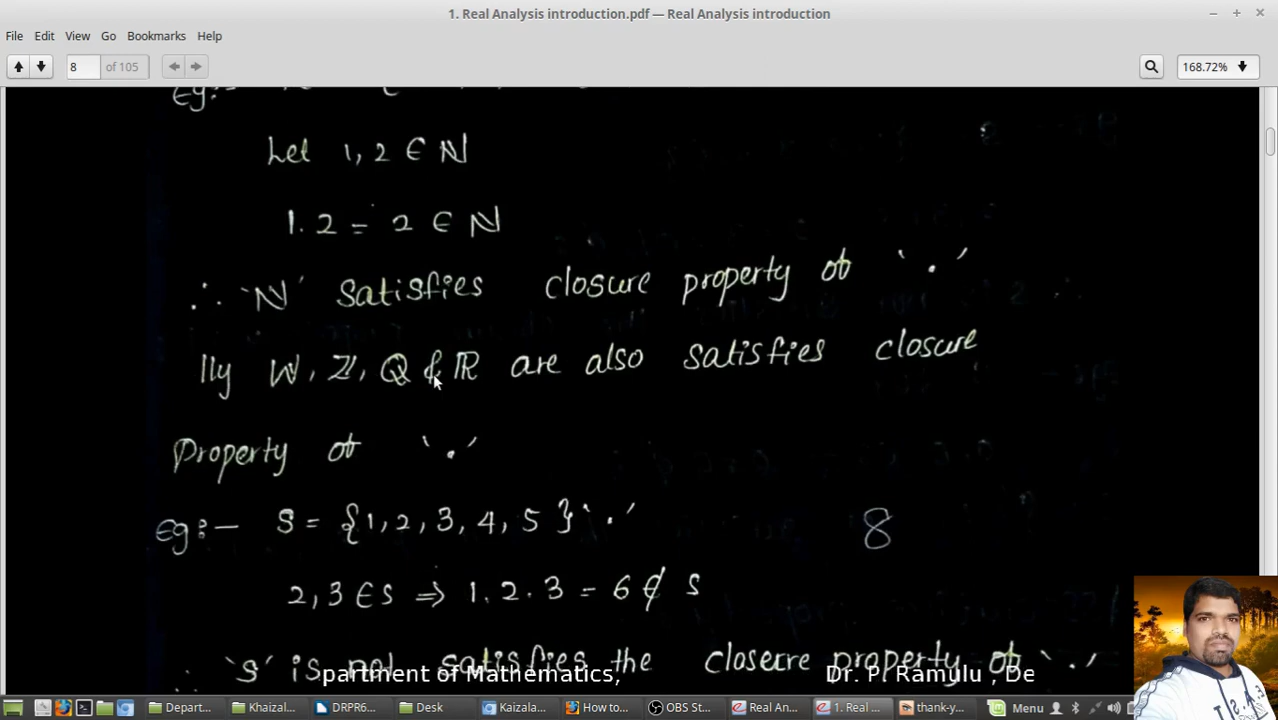 1. Real Analysis introduction.pdf — Real Analysis introduction
File Edit View Go Bookmarks Help
8 of 105 168.72%
Eg:-
Let 1, 2 ∈ ℕ
1.2 = 2 ∈ ℕ
∴ 'ℕ' satisfies closure property of '.'
lly W, ℤ, ℚ & ℝ are also satisfies closure
Property of '.'
Eg:- S = {1, 2, 3, 4, 5} '.'
8
2, 3 ∈ S ⇒ 1.2.3 = 6 ∉ S
∴ 'S' is not satisfies the closure property of '.'
partment of Mathematics, Dr. P. Ramulu , De
Depart... Khaizal... DRPR6... Desk Kaizala... How to... OBS St... Real An... 1. Real ... thank-y... Menu